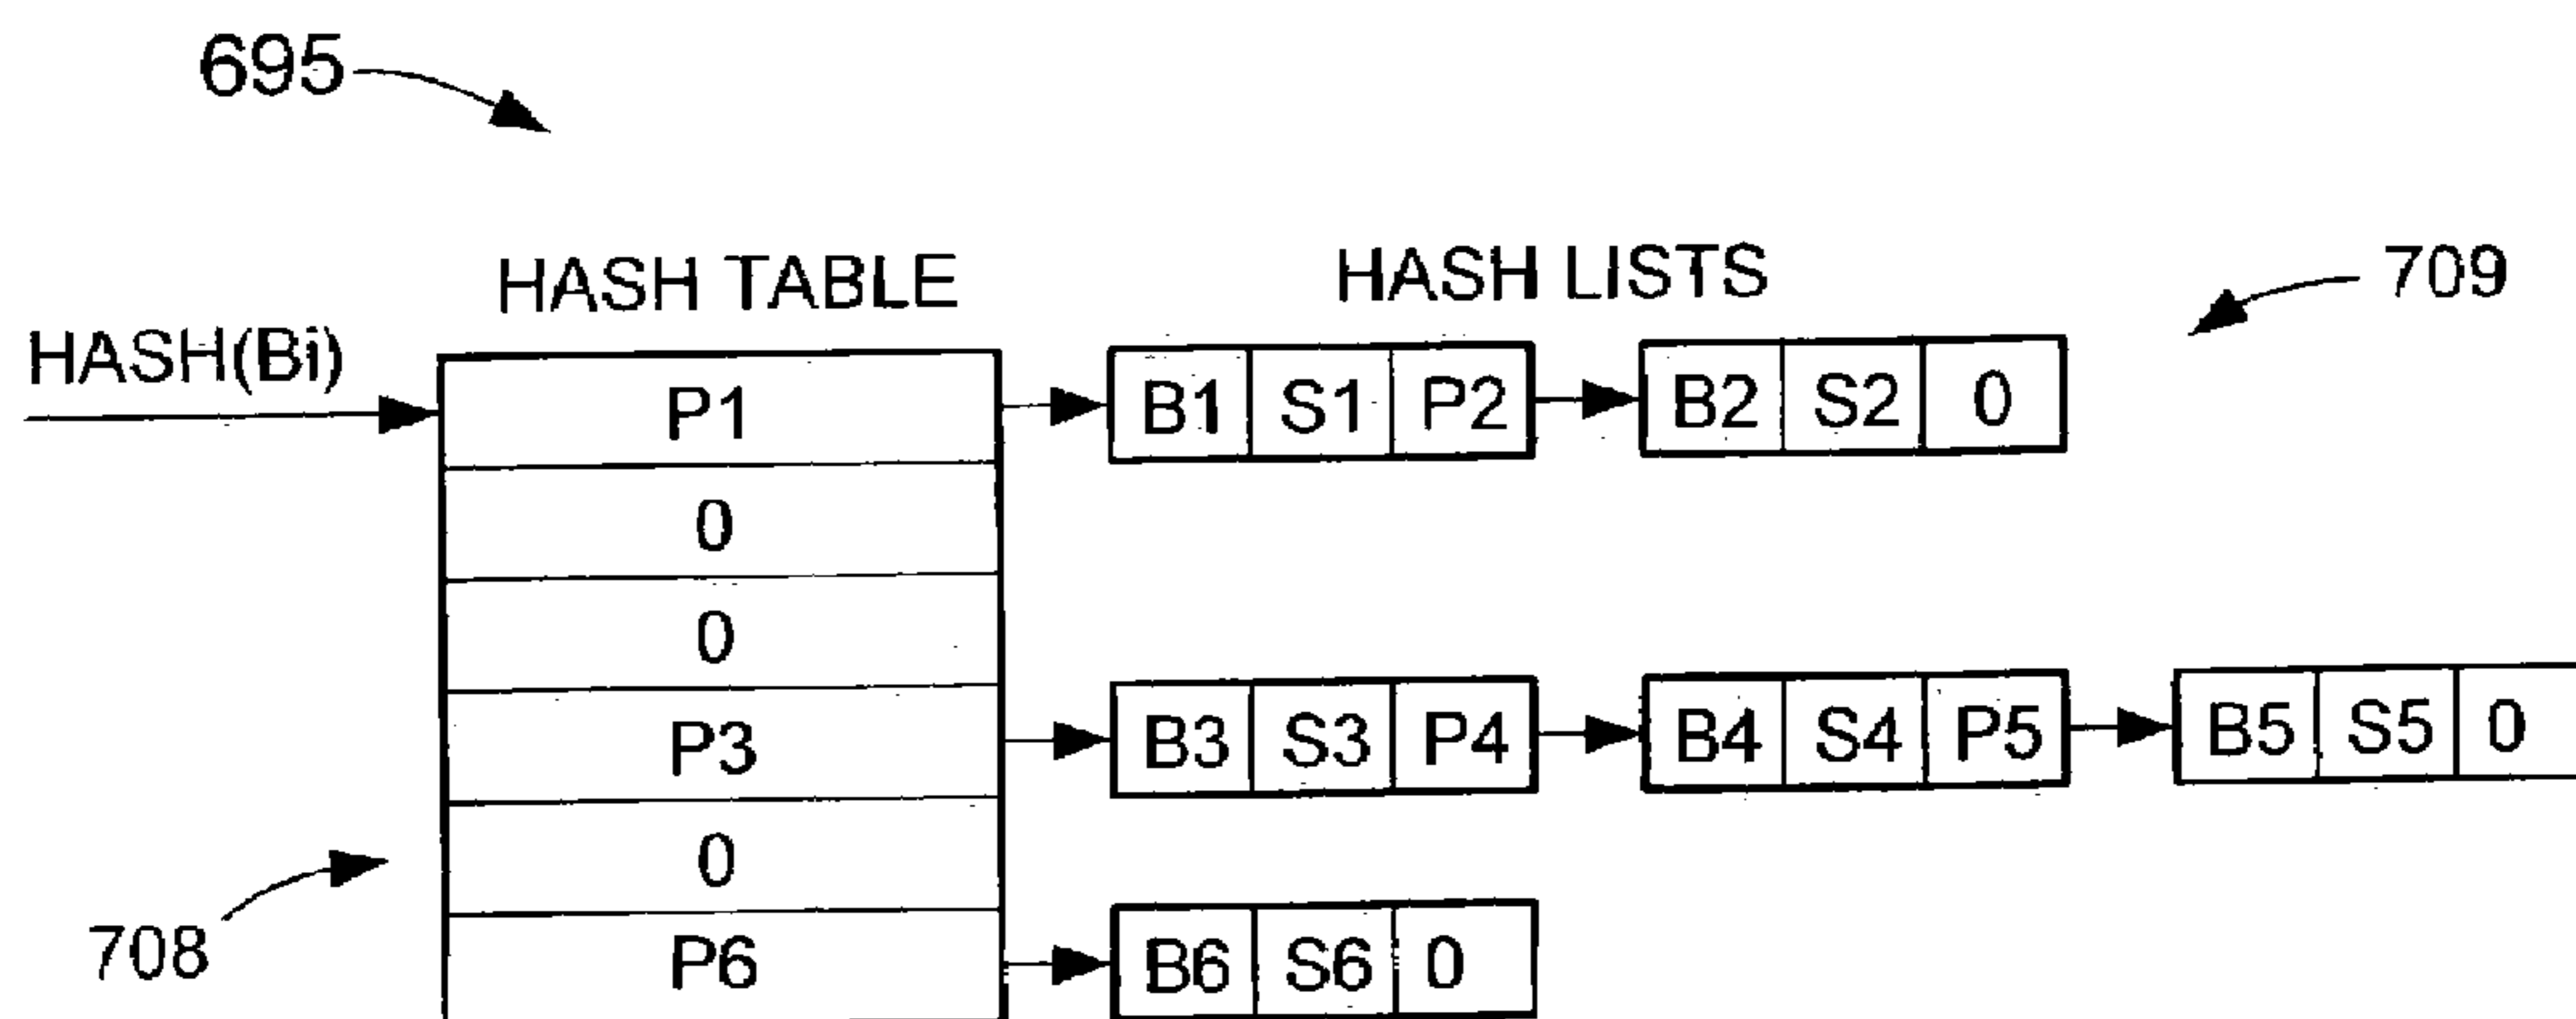 695
HASH TABLE
HASH LISTS
709
HASH(Bi)
P1
B1 S1 P2
B2 S2 0
0
0
P3
B3 S3 P4
B4 S4 P5
B5 S5 0
0
708
P6
B6 S6 0